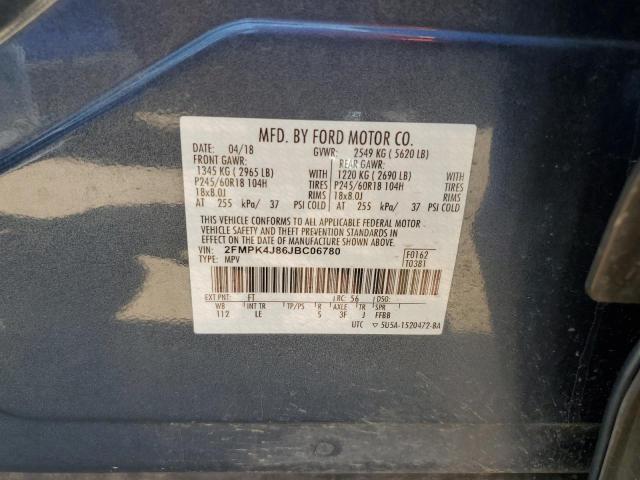 MFD. BY FORD MOTOR CO.
DATE: 04/18 GVWR: 2549 KG ( 5620 LB)
FRONT GAWR: REAR GAWR:
1345 KG ( 2965 LB) 1220 KG ( 2690 LB)
P245/60R18 104H TIRES P245/60R18 104H TIRES
18x8.0J RIMS 18x8.0J RIMS
AT 255 kPa/ 37 PSI COLD AT 255 kPa/ 37 PSI COLD
THIS VEHICLE CONFORMS TO ALL APPLICABLE FEDERAL MOTOR
VEHICLE SAFETY AND THEFT PREVENTION STANDARDS IN
EFFECT ON THE DATE OF MANUFACTURE SHOWN ABOVE.
VIN: 2FMPK4J86JBC06780 F0162
TYPE: MPV T0381
EXT PNT: FT RC: 56 DSO:
WB INT TR TP/PS R AXLE TR SPR
112 LE 5 3F J FFBB
UTC ▽ 5U5A-1520472-BA